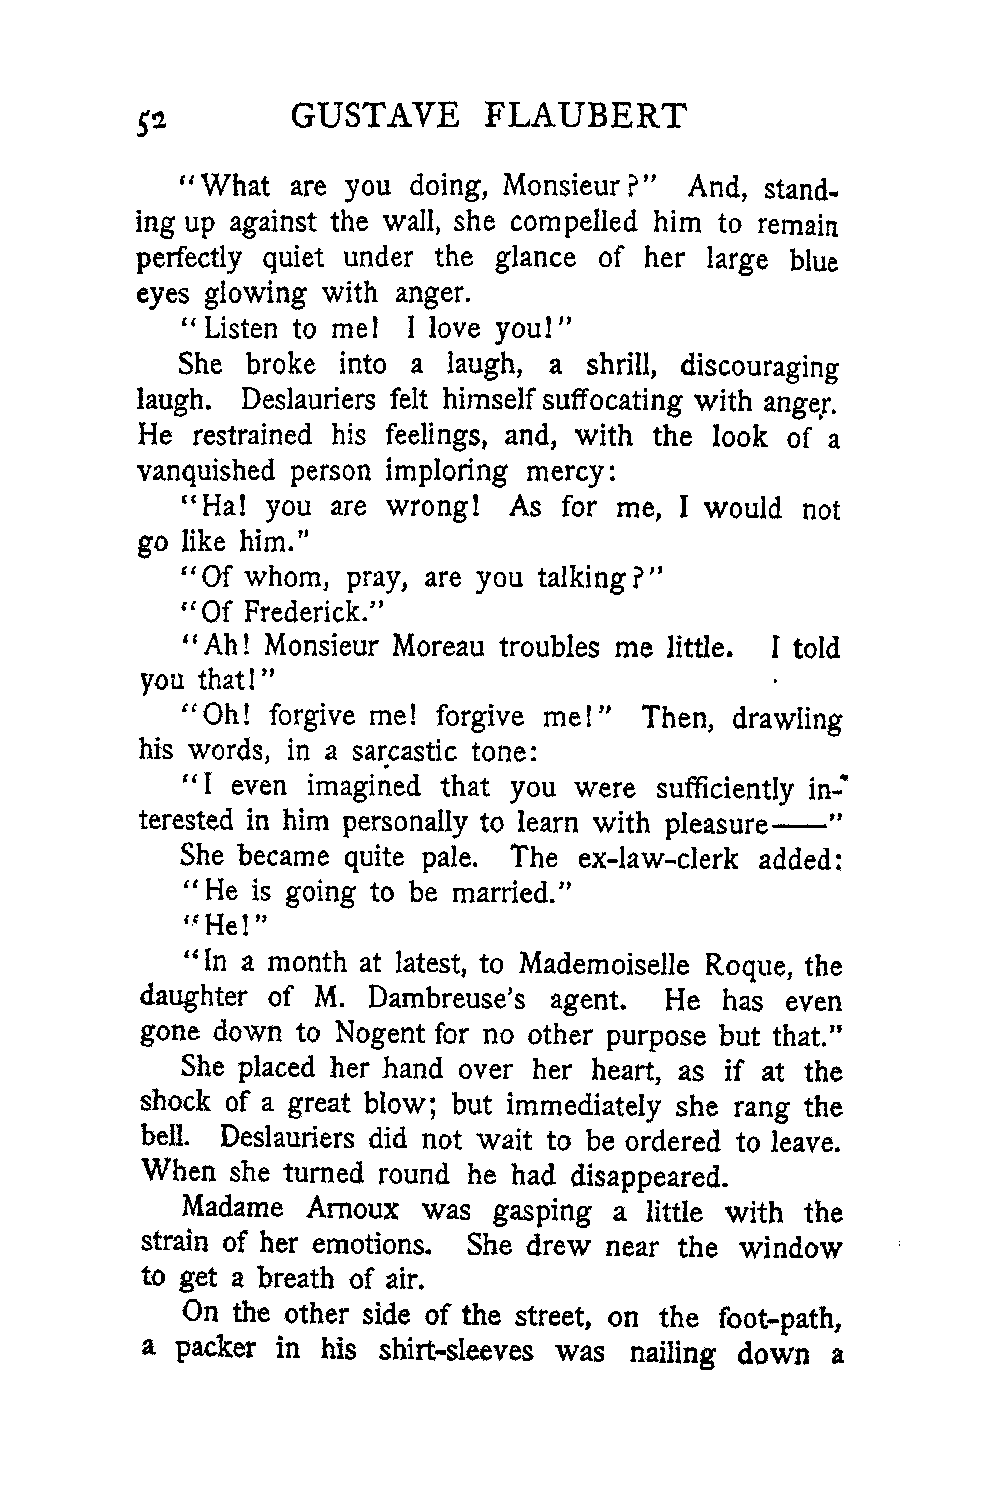 52 GUSTAVE FLAUBERT
"What are you doing, Monsieur?" And, stand-
ing up against the wall, she compelled him to remain
perfectly quiet under the glance of her large blue
eyes glowing with anger.
"Listen to me! I love you!"
She broke into a laugh, a shrill, discouraging
laugh. Deslauriers felt himself suffocating with anger.
He restrained his feelings, and, with the look of a
vanquished person imploring mercy:
"Ha! you are wrong! As for me, I would not
go like him."
"Of whom, pray, are you talking?"
"Of Frederick."
"Ah! Monsieur Moreau troubles me little. I told
you that!"
"Oh! forgive me! forgive me!" Then, drawling
his words, in a sarcastic tone:
"I even imagined that you were sufficiently in-
terested in him personally to learn with pleasure——"
She became quite pale. The ex-law-clerk added:
"He is going to be married."
"He!"
"In a month at latest, to Mademoiselle Roque, the
daughter of M. Dambreuse's agent. He has even
gone down to Nogent for no other purpose but that."
She placed her hand over her heart, as if at the
shock of a great blow; but immediately she rang the
bell. Deslauriers did not wait to be ordered to leave.
When she turned round he had disappeared.
Madame Arnoux was gasping a little with the
strain of her emotions. She drew near the window
to get a breath of air.
On the other side of the street, on the foot-path,
a packer in his shirt-sleeves was nailing down a